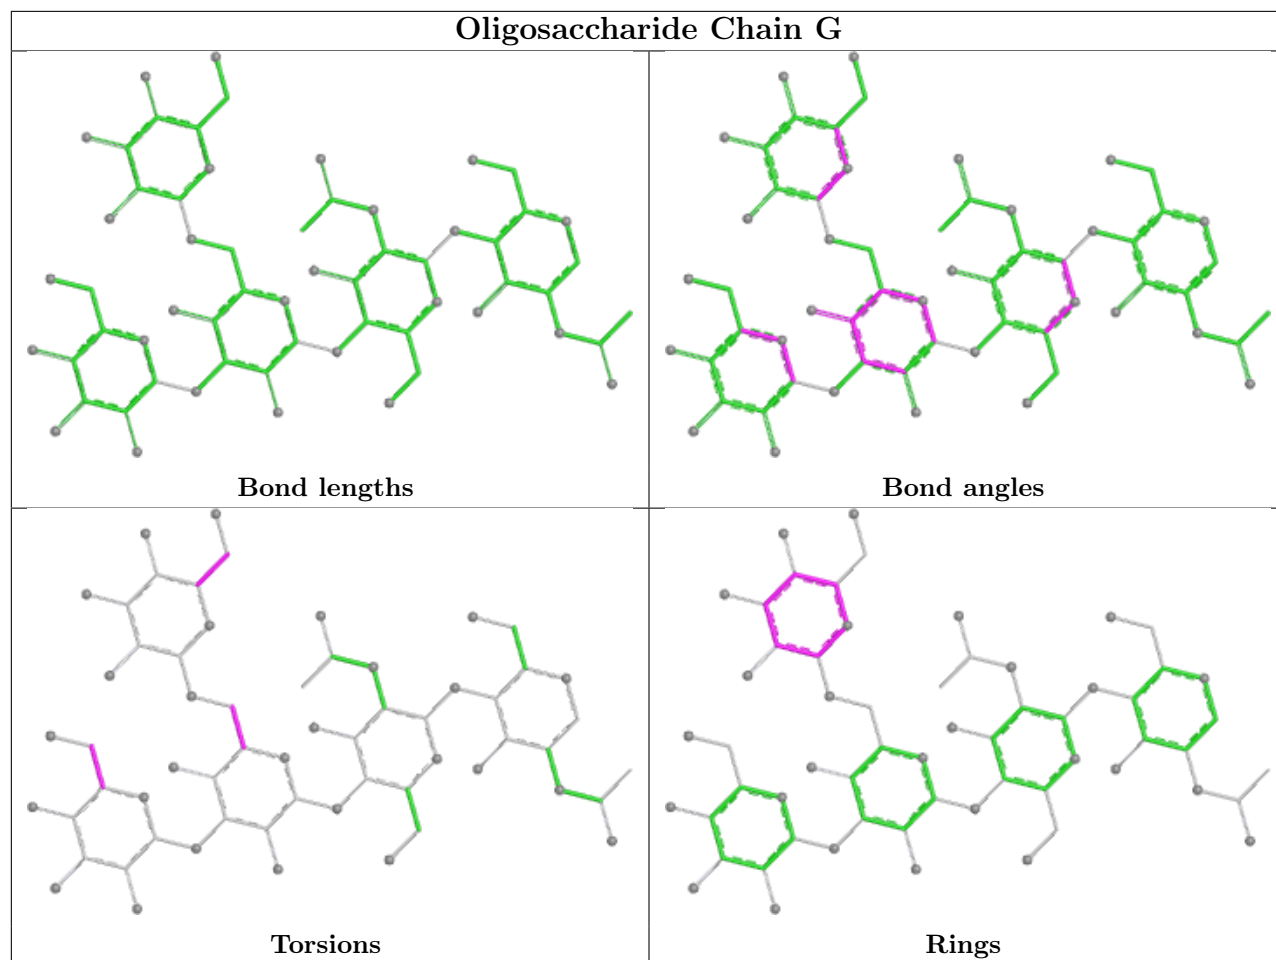 Oligosaccharide Chain G
Bond lengths
Bond angles
Torsions
Rings